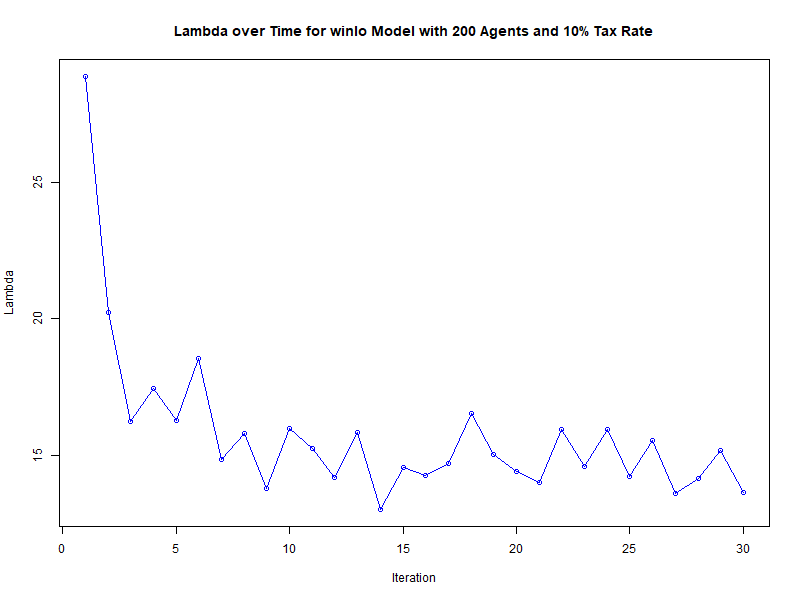 Lambda over Time for winlo Model with 200 Agents and 10% Tax Rate
25
20
15
Lambda
0 5 10 15 20 25 30
Iteration